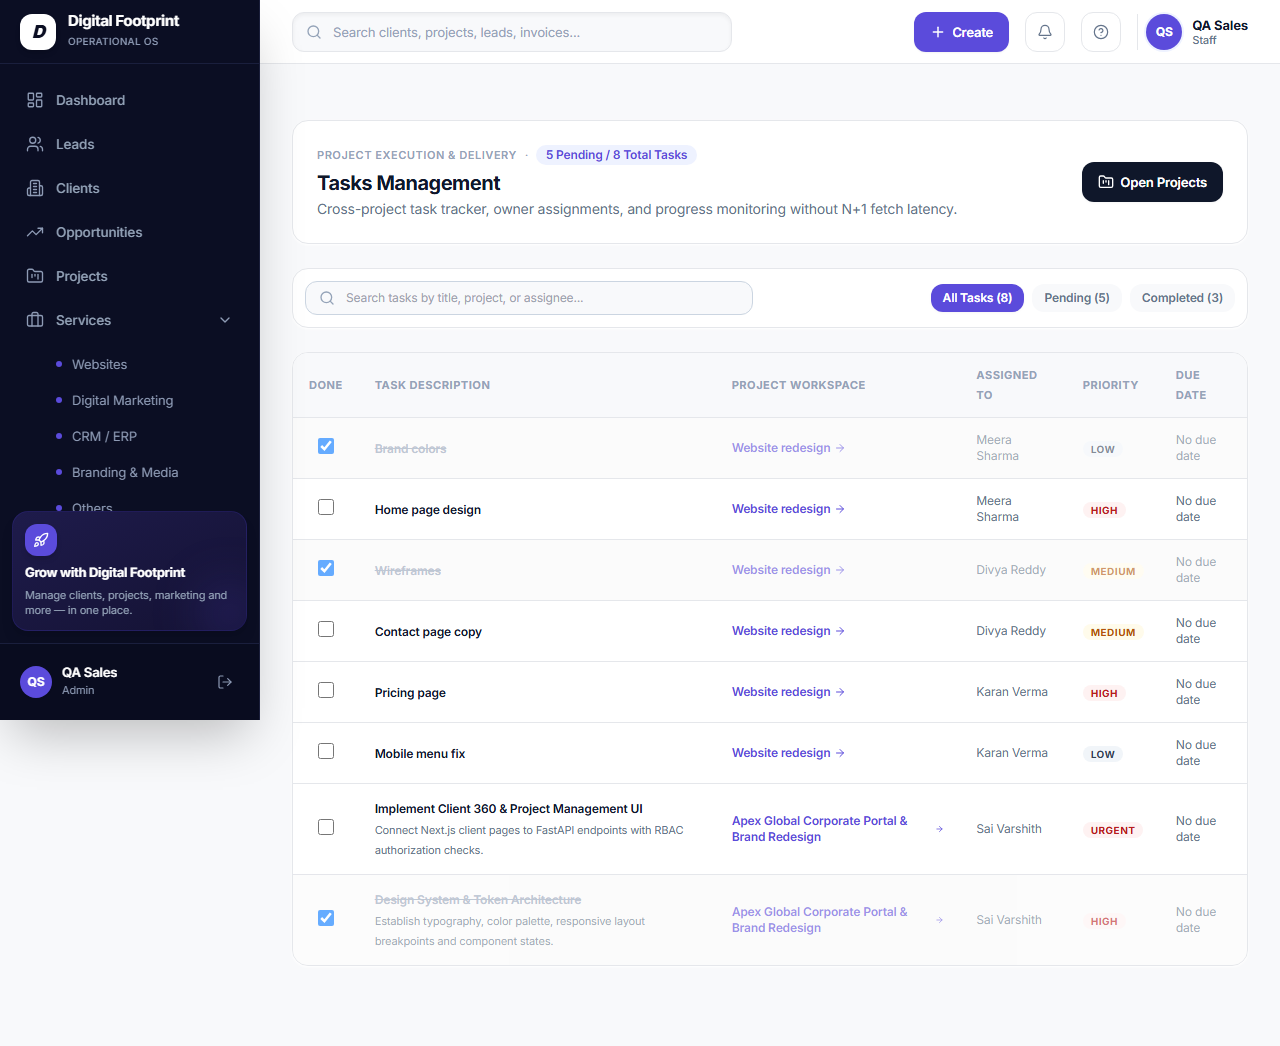 D
Digital Footprint
OPERATIONAL OS
Search clients, projects, leads, invoices...
Create
QS
QA Sales
Staff
Dashboard
Leads
Clients
Opportunities
Projects
Services
Websites
Digital Marketing
CRM / ERP
Branding & Media
Others
Grow with Digital Footprint
Manage clients, projects, marketing and
more — in one place.
QS
QA Sales
Admin
PROJECT EXECUTION & DELIVERY · 5 Pending / 8 Total Tasks
Tasks Management
Cross-project task tracker, owner assignments, and progress monitoring without N+1 fetch latency.
Open Projects
Search tasks by title, project, or assignee...
All Tasks (8)
Pending (5)
Completed (3)
DONE
TASK DESCRIPTION
PROJECT WORKSPACE
ASSIGNED
TO
PRIORITY
DUE
DATE
Brand colors
Website redesign →
Meera
Sharma
LOW
No due
date
Home page design
Website redesign →
Meera
Sharma
HIGH
No due
date
Wireframes
Website redesign →
Divya Reddy
MEDIUM
No due
date
Contact page copy
Website redesign →
Divya Reddy
MEDIUM
No due
date
Pricing page
Website redesign →
Karan Verma
HIGH
No due
date
Mobile menu fix
Website redesign →
Karan Verma
LOW
No due
date
Implement Client 360 & Project Management UI
Connect Next.js client pages to FastAPI endpoints with RBAC
authorization checks.
Apex Global Corporate Portal &
Brand Redesign →
Sai Varshith
URGENT
No due
date
Design System & Token Architecture
Establish typography, color palette, responsive layout
breakpoints and component states.
Apex Global Corporate Portal &
Brand Redesign →
Sai Varshith
HIGH
No due
date